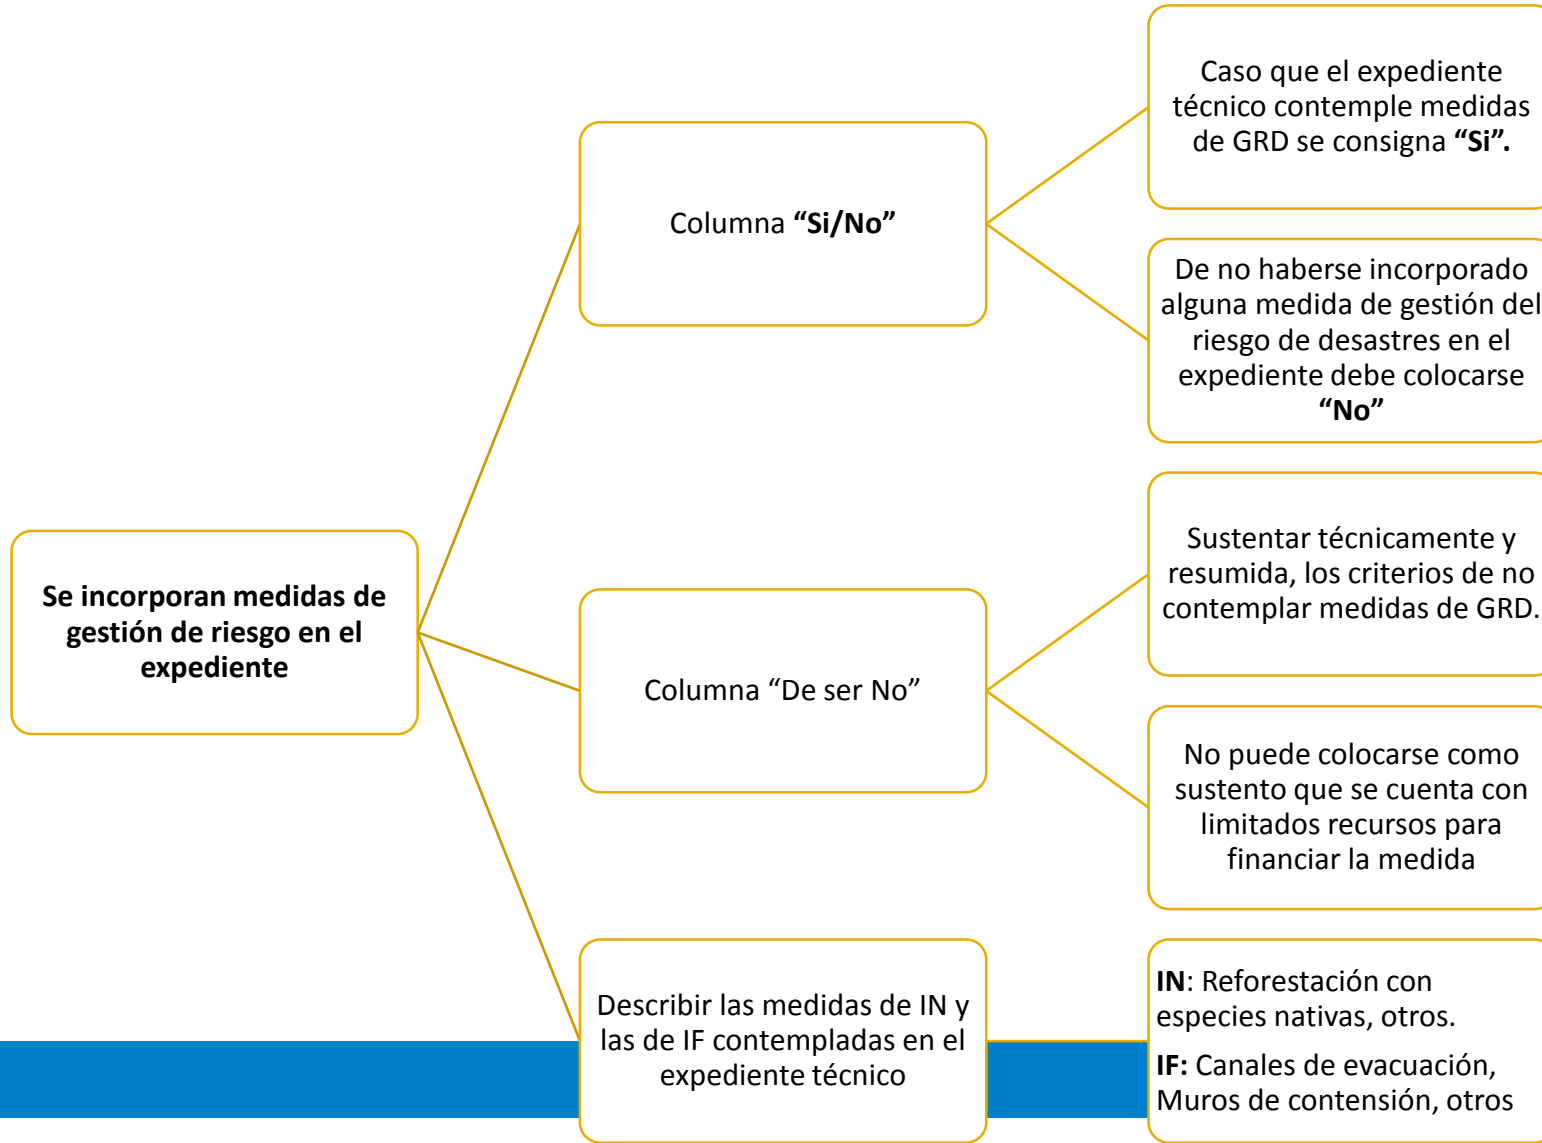 Se incorporan medidas de
gestión de riesgo en el
expediente
Columna “Si/No”
Caso que el expediente
técnico contemple medidas
de GRD se consigna “Si”.
De no haberse incorporado
alguna medida de gestión del
riesgo de desastres en el
expediente debe colocarse
“No”
Columna “De ser No”
Sustentar técnicamente y
resumida, los criterios de no
contemplar medidas de GRD.
No puede colocarse como
sustento que se cuenta con
limitados recursos para
financiar la medida
Describir las medidas de IN y
las de IF contempladas en el
expediente técnico
IN: Reforestación con
especies nativas, otros.
IF: Canales de evacuación,
Muros de contensión, otros